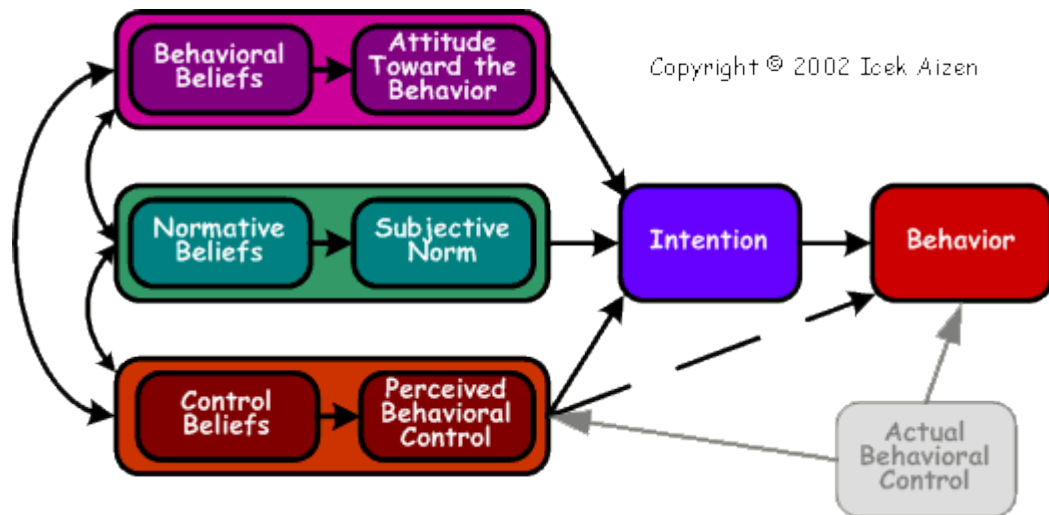 Behavioral
Beliefs
Attitude
Toward the
Behavior
Copyright © 2002 Icek Aizen
Normative
Beliefs
Subjective
Norm
Intention
Behavior
Control
Beliefs
Perceived
Behavioral
Control
Actual
Behavioral
Control